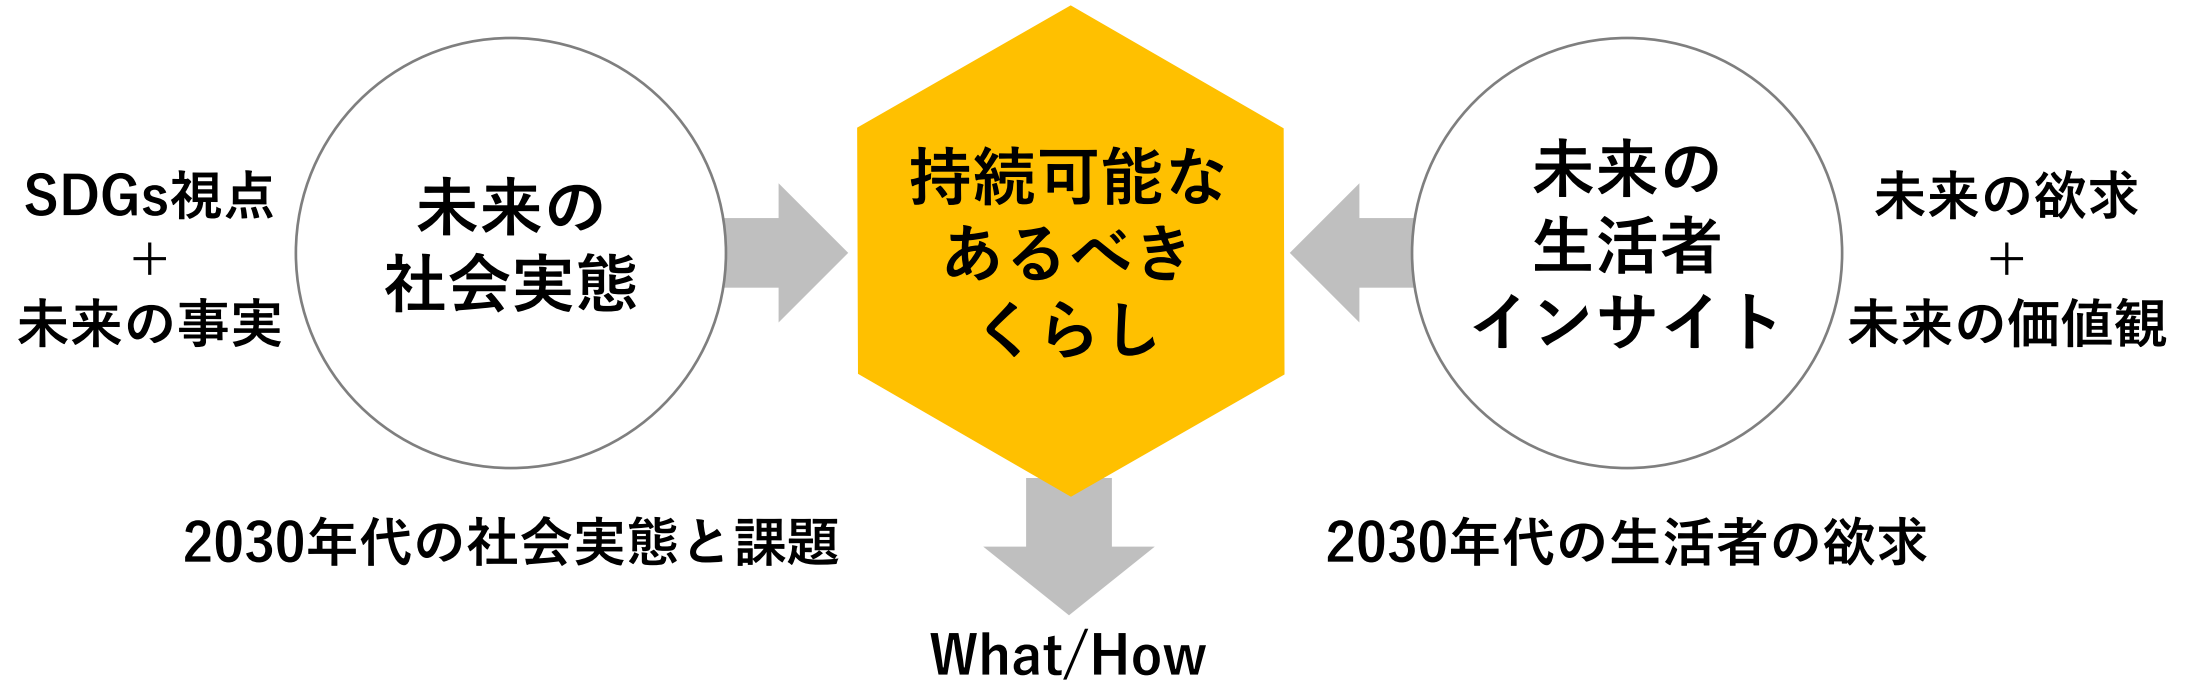 SDGs視点
+
未来の事実
未来の
社会実態
2030年代の社会実態と課題
持続可能な
あるべき
くらし
What/How
未来の
生活者
インサイト
2030年代の生活者の欲求
未来の欲求
+
未来の価値観